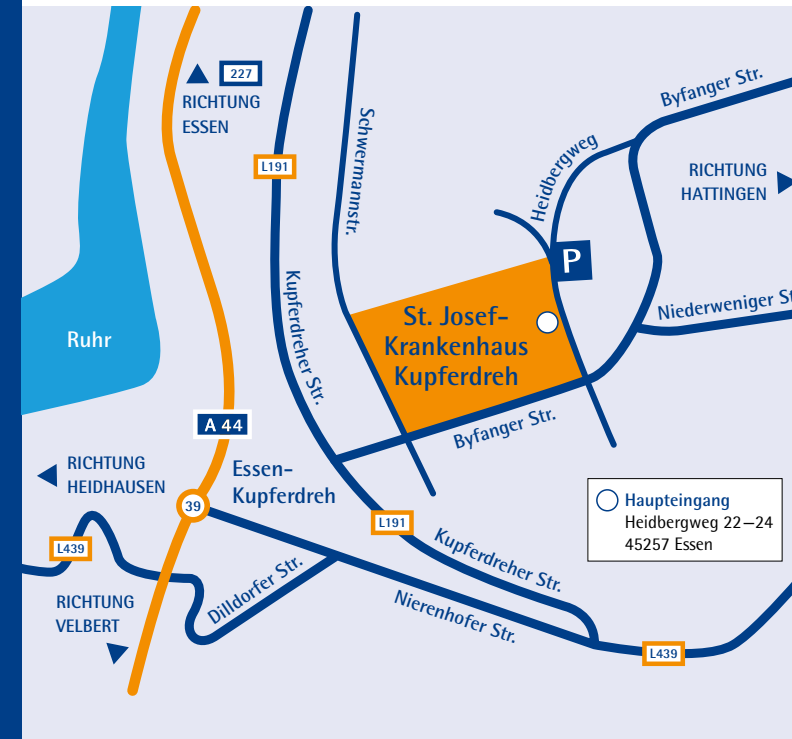 227
RICHTUNG
ESSEN
L191
Schwermannstr.
Heidbergweg
Byfanger Str.
RICHTUNG
HATTINGEN
P
Kupferdreher Str.
St. Josef-
Krankenhaus
Kupferdreh
Niederweniger St
Ruhr
A 44
Byfanger Str.
RICHTUNG
HEIDHAUSEN
Essen-
Kupferdreh
39
L191
Haupteingang
Heidbergweg 22–24
45257 Essen
L439
Kupferdreher Str.
Dilldorfer Str.
Nierenhofer Str.
RICHTUNG
VELBERT
L439